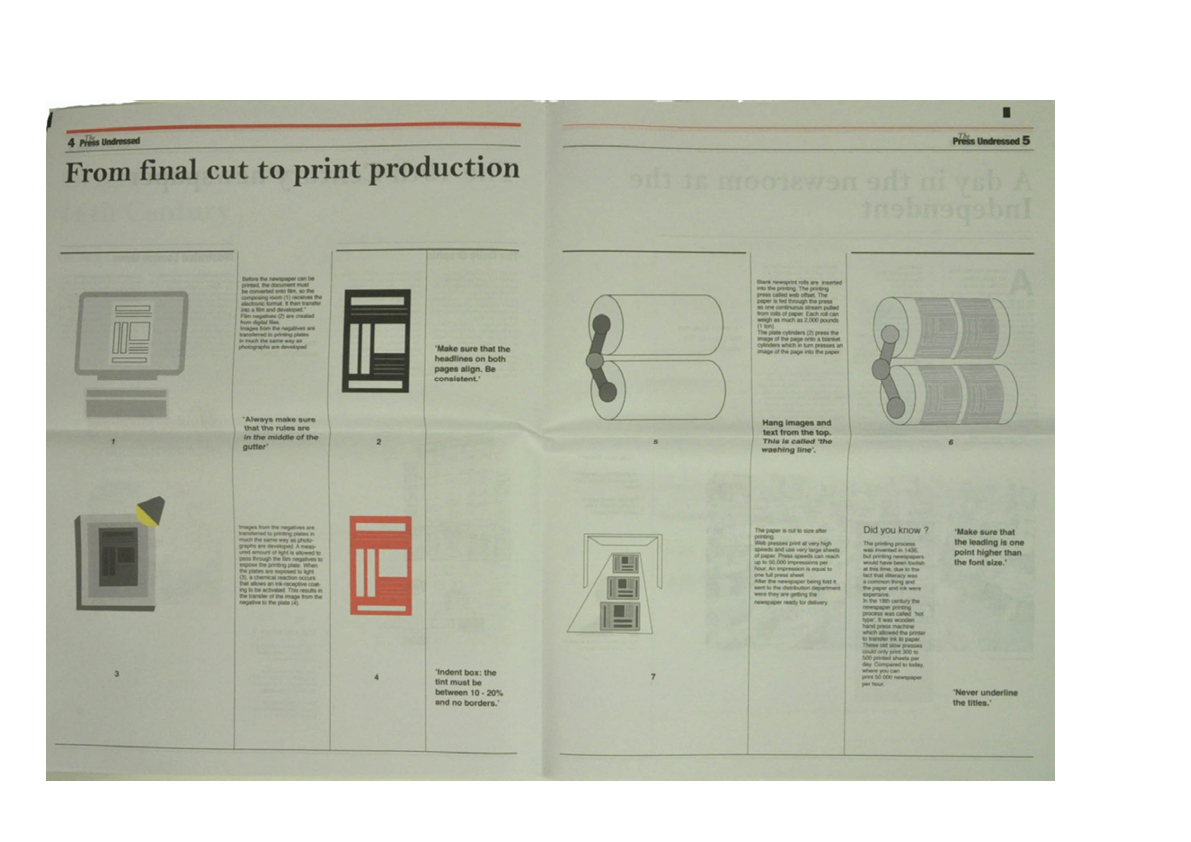 4 The Press Undressed
From final cut to print production
Before the newspaper can be
printed, the document must
be converted onto film, so the
composing room (1) receives the
electronic format. It then transfer
into a film and developed.
Film negatives (2) are created
from digital files.
Images from the negatives are
transferred to printing plates
in much the same way as
photographs are developed
'Always make sure
that the rules are
in the middle of the
gutter'
'Make sure that the
headlines on both
pages align. Be
consistent.'
1
2
Images from the negatives are
transferred to printing plates in
much the same way as photo-
graphs are developed. A meas-
ured amount of light is allowed to
pass through the film negatives to
expose the printing plate. When
the plates are exposed to light
(3), a chemical reaction occurs
that allows an ink-receptive coat-
ing to be activated. This results in
the transfer of the image from the
negative to the plate (4).
'Indent box: the
tint must be
between 10 - 20%
and no borders.'
3
4
The Press Undressed 5
Blank newsprint rolls are inserted
into the printing. The printing
press called web offset. The
paper is fed through the press
as one continuous stream pulled
from rolls of paper. Each roll can
weigh as much as 2,000 pounds
(1 ton).
The plate cylinders (2) press the
image of the page onto a blanket
cylinders which in turn presses an
image of the page into the paper.
Hang images and
text from the top.
This is called 'the
washing line'.
5
6
The paper is cut to size after
printing.
Web presses print at very high
speeds and use very large sheets
of paper. Press speeds can reach
up to 50,000 impressions per
hour. An impression is equal to
one full press sheet
After the newspaper being fold it
sent to the distribution department
were they are getting the
newspaper ready for delivery.
7
Did you know ?
The printing process
was invented in 1436,
but printing newspapers
would have been foolish
at this time, due to the
fact that illiteracy was
a common thing and
the paper and ink were
expensive.
In the 18th century the
newspaper printing
process was called 'hot
type'. It was wooden
hand press machine
which allowed the printer
to transfer ink to paper.
These old slow presses
could only print 300 to
500 printed sheets per
day. Compared to today,
where you can
print 50 000 newspaper
per hour.
'Make sure that
the leading is one
point higher than
the font size.'
'Never underline
the titles.'